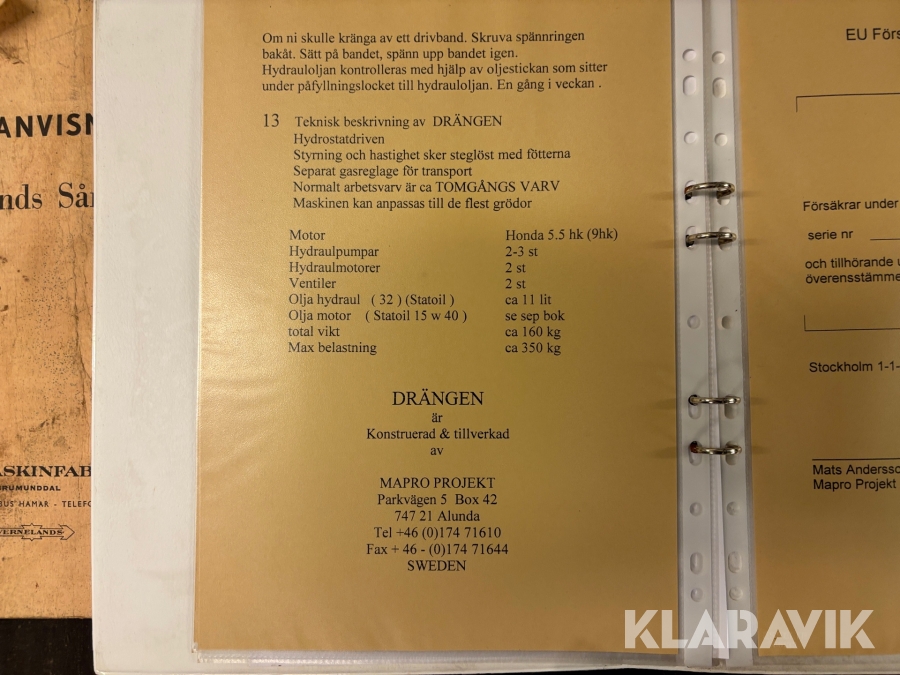 ANVISN
nds Sår
ASKINFAB
BRUMUNDDAL
BUS HAMAR - TELEFO
VERNELANDS
Om ni skulle kränga av ett drivband. Skruva spännringen
bakåt. Sätt på bandet, spänn upp bandet igen.
Hydrauloljan kontrolleras med hjälp av oljestickan som sitter
under påfyllningslocket till hydrauloljan. En gång i veckan .
13 Teknisk beskrivning av DRÄNGEN
Hydrostatdriven
Styrning och hastighet sker steglöst med fötterna
Separat gasreglage för transport
Normalt arbetsvarv är ca TOMGÅNGS VARV
Maskinen kan anpassas till de flest grödor
Motor Honda 5.5 hk (9hk)
Hydraulpumpar 2-3 st
Hydraulmotorer 2 st
Ventiler 2 st
Olja hydraul ( 32 ) (Statoil ) ca 11 lit
Olja motor ( Statoil 15 w 40 ) se sep bok
total vikt ca 160 kg
Max belastning ca 350 kg
DRÄNGEN
är
Konstruerad & tillverkad
av
MAPRO PROJEKT
Parkvägen 5 Box 42
747 21 Alunda
Tel +46 (0)174 71610
Fax + 46 - (0)174 71644
SWEDEN
EU Förs
Försäkrar under
serie nr
och tillhörande u
överensstämme
Stockholm 1-1-
Mats Andersso
Mapro Projekt
KLARAVIK